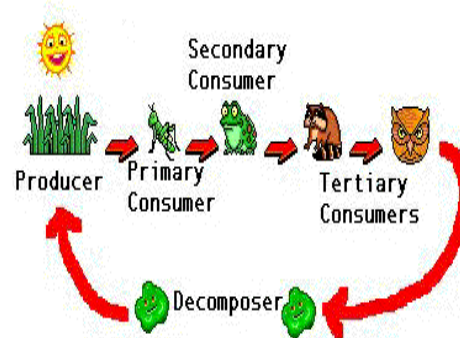 Secondary
Consumer
Producer
Primary
Consumer
Tertiary
Consumers
Decomposer